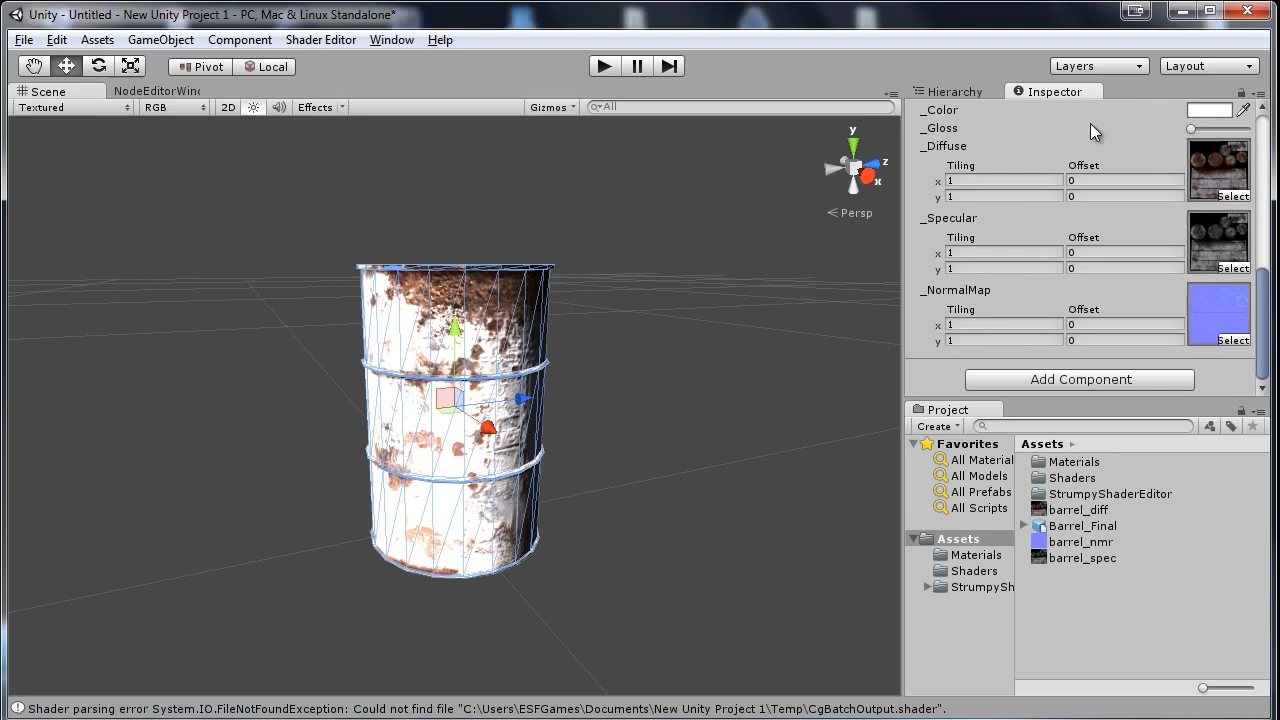 Unity - Untitled - New Unity Project 1 - PC, Mac & Linux Standalone*
File Edit Assets GameObject Component Shader Editor Window Help
Pivot Local Layers Layout
Scene NodeEditorWind Hierarchy Inspector
Textured RGB 2D Effects Gizmos All
y
z
x
Persp
_Color
_Gloss
_Diffuse
Tiling Offset
x 1 0
y 1 0
Select
_Specular
Tiling Offset
x 1 0
y 1 0
Select
_NormalMap
Tiling Offset
x 1 0
y 1 0
Select
Add Component
Project
Create
Favorites
All Material
All Models
All Prefabs
All Scripts
Assets
Materials
Shaders
StrumpySh
Assets
Materials
Shaders
StrumpyShaderEditor
barrel_diff
Barrel_Final
barrel_nmr
barrel_spec
Shader parsing error System.IO.FileNotFoundException: Could not find file "C:\Users\ESFGames\Documents\New Unity Project 1\Temp\CgBatchOutput.shader".